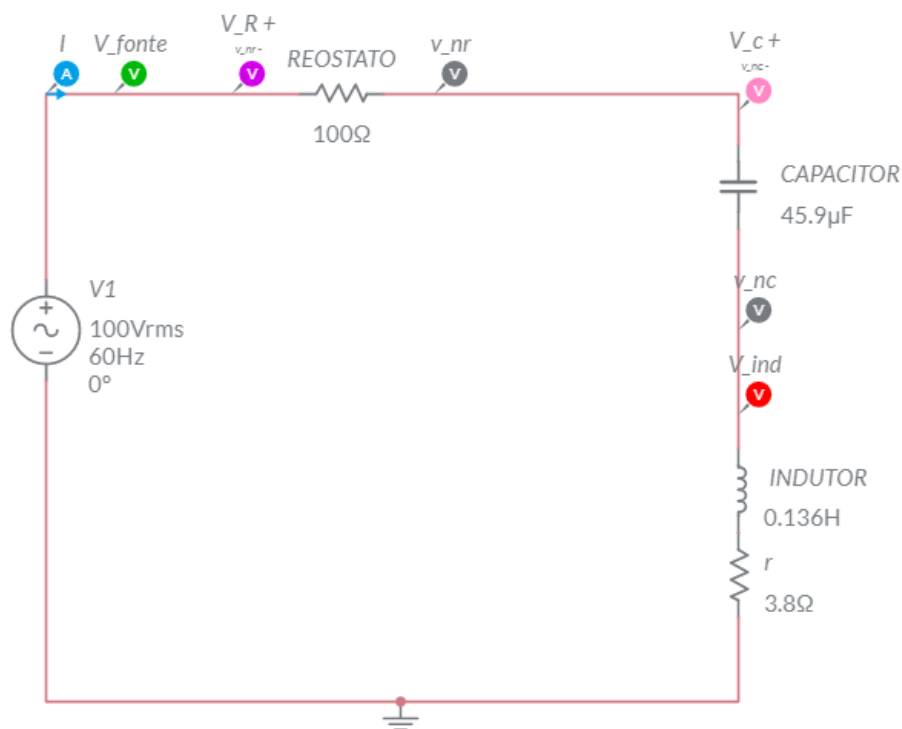 I
V_fonte
V_R +
v_nr -
REOSTATO
v_nr
V_c +
v_nc -
A
V
V
V
V
100Ω
CAPACITOR
45.9µF
v_nc
V
V1
+
100Vrms
60Hz
0°
V_ind
V
INDUTOR
0.136H
r
3.8Ω